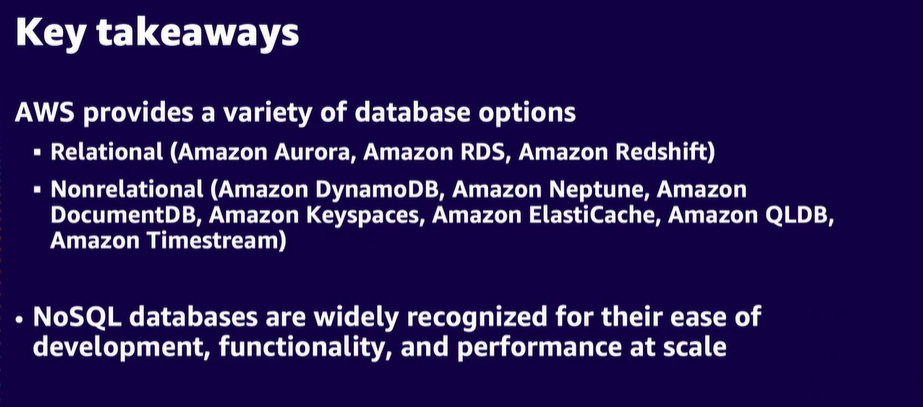 Key takeaways
AWS provides a variety of database options
▪ Relational (Amazon Aurora, Amazon RDS, Amazon Redshift)
▪ Nonrelational (Amazon DynamoDB, Amazon Neptune, Amazon
DocumentDB, Amazon Keyspaces, Amazon ElastiCache, Amazon QLDB,
Amazon Timestream)
• NoSQL databases are widely recognized for their ease of
development, functionality, and performance at scale